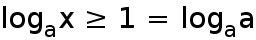 logₐx ≥ 1 = logₐa